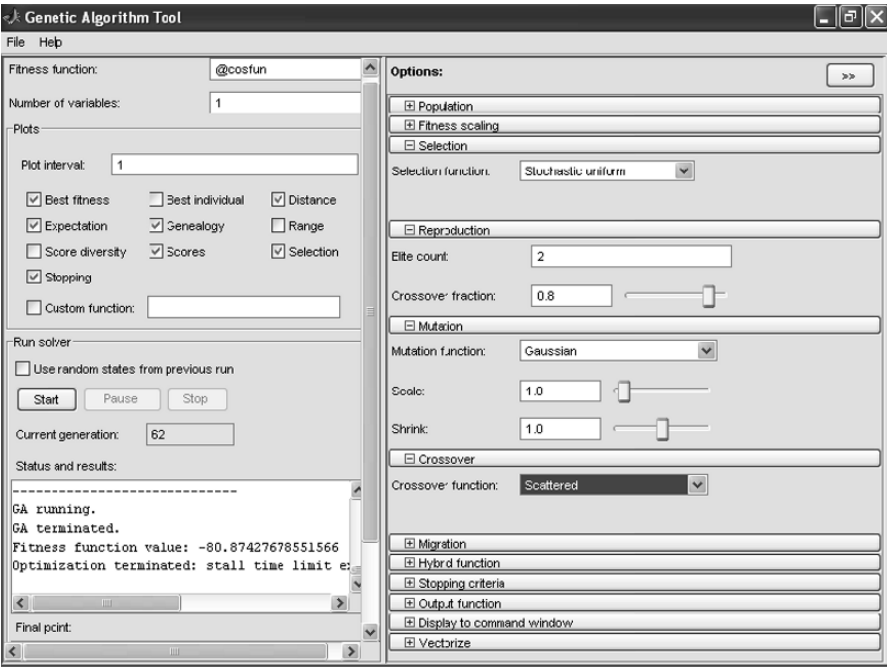 Genetic Algorithm Tool
File Help
Fitness function: @cosfun
Number of variables: 1
Plots
Plot interval: 1
Best fitness Best individual Distance
Expectation Genealogy Range
Score diversity Scores Selection
Stopping
Custom function:
Run solver
Use random states from previous run
Start Pause Stop
Current generation: 62
Status and results:
------------------------------
GA running.
GA terminated.
Fitness function value: -80.87427678551566
Optimization terminated: stall time limit ex
Final point:
Options:
>>
Population
Fitness scaling
Selection
Selection function: Stochastic uniform
Reproduction
Elite count: 2
Crossover fraction: 0.8
Mutation
Mutation function: Gaussian
Scale: 1.0
Shrink: 1.0
Crossover
Crossover function: Scattered
Migration
Hybrid function
Stopping criteria
Output function
Display to command window
Vectorize